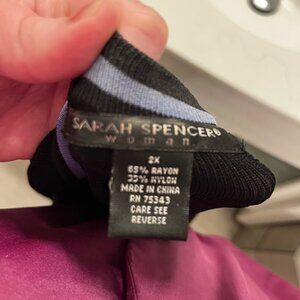 SARAH SPENCER®
woman
2X
65% RAYON
35% NYLON
MADE IN CHINA
RN 75343
CARE SEE
REVERSE